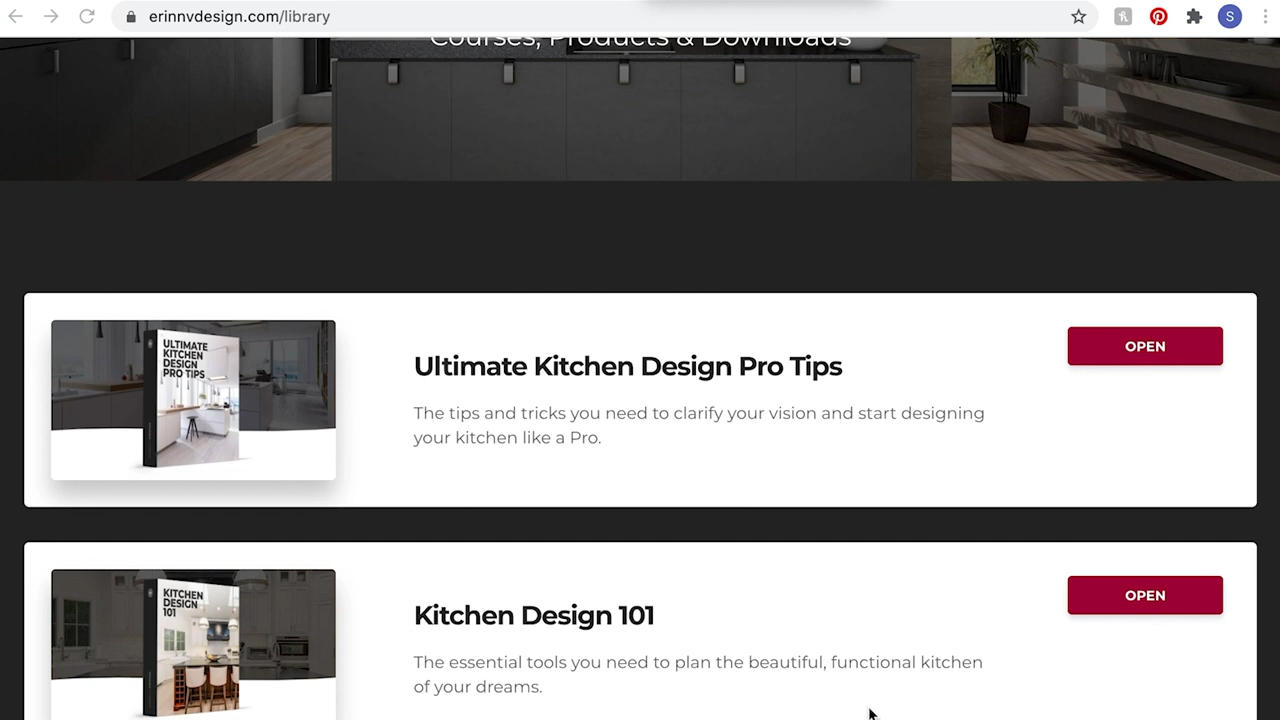 erinnvdesign.com/library
S
Courses, Products & Downloads
ULTIMATE
KITCHEN
DESIGN
PRO TIPS
Ultimate Kitchen Design Pro Tips
The tips and tricks you need to clarify your vision and start designing
your kitchen like a Pro.
OPEN
KITCHEN
DESIGN
101
Kitchen Design 101
The essential tools you need to plan the beautiful, functional kitchen
of your dreams.
OPEN